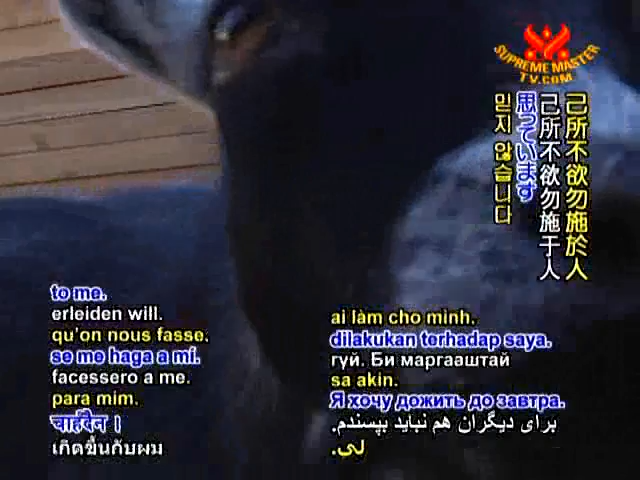 SUPREME MASTER
TV.COM
己所不欲勿施於人
己所不欲勿施于人
思っています
믿지 않습니다
to me.
erleiden will.
qu'on nous fasse.
se me haga a mí.
facessero a me.
para mim.
चाहंदैन ।
เกิดขึ้นกับผม
ai làm cho mình.
dilakukan terhadap saya.
гүй. Би маргааштай
sa akin.
Я хочу дожить до завтра.
برای دیگران هم نباید بپسندم.
لي.